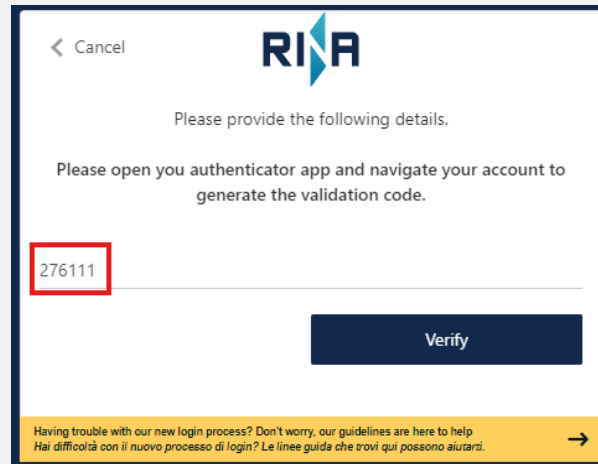 Cancel
RINA
Please provide the following details.
Please open you authenticator app and navigate your account to
generate the validation code.
276111
Verify
Having trouble with our new login process? Don't worry, our guidelines are here to help
Hai difficoltà con il nuovo processo di login? Le linee guida che trovi qui possono aiutarti.